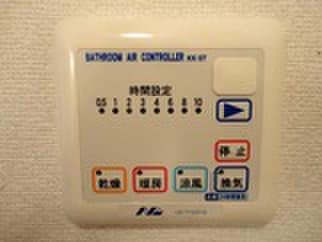 BATHROOM AIR CONTROLLER
時間設定
0.5 1 2 3 4 6 8 10
停止
乾燥 暖房 涼風 換気